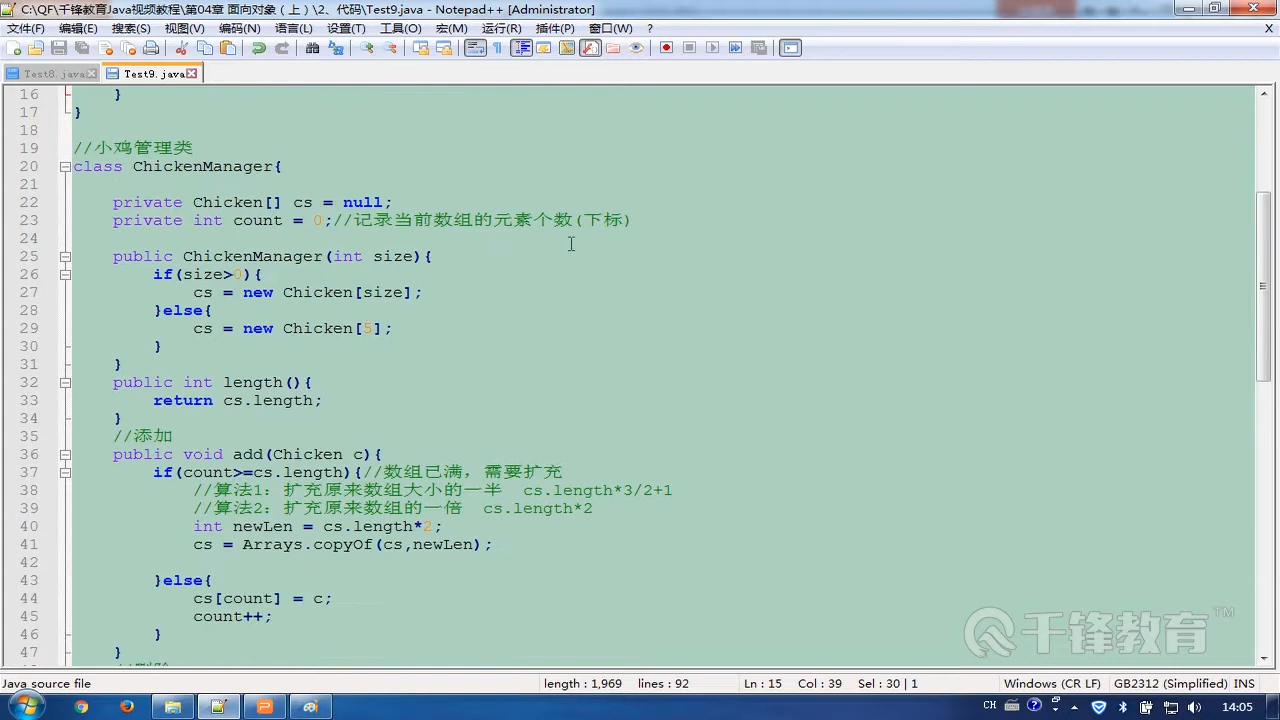 C:\QF\千锋教育Java视频教程\第04章 面向对象（上）\2、代码\Test9.java - Notepad++ [Administrator]
文件(F) 编辑(E) 搜索(S) 视图(V) 编码(N) 语言(L) 设置(T) 工具(O) 宏(M) 运行(R) 插件(P) 窗口(W) ? X
Test8.java Test9.java
16 }
17 }
18
19 //小鸡管理类
20 class ChickenManager{
21
22 private Chicken[] cs = null;
23 private int count = 0;//记录当前数组的元素个数(下标)
24
25 public ChickenManager(int size){
26 if(size>0){
27 cs = new Chicken[size];
28 }else{
29 cs = new Chicken[5];
30 }
31 }
32 public int length(){
33 return cs.length;
34 }
35 //添加
36 public void add(Chicken c){
37 if(count>=cs.length){//数组已满，需要扩充
38 //算法1：扩充原来数组大小的一半 cs.length*3/2+1
39 //算法2：扩充原来数组的一倍 cs.length*2
40 int newLen = cs.length*2;
41 cs = Arrays.copyOf(cs,newLen);
42
43 }else{
44 cs[count] = c;
45 count++;
46 }
47 }
千锋教育™
Java source file length : 1,969 lines : 92 Ln : 15 Col : 39 Sel : 30 | 1 Windows (CR LF) GB2312 (Simplified) INS
CH 14:05